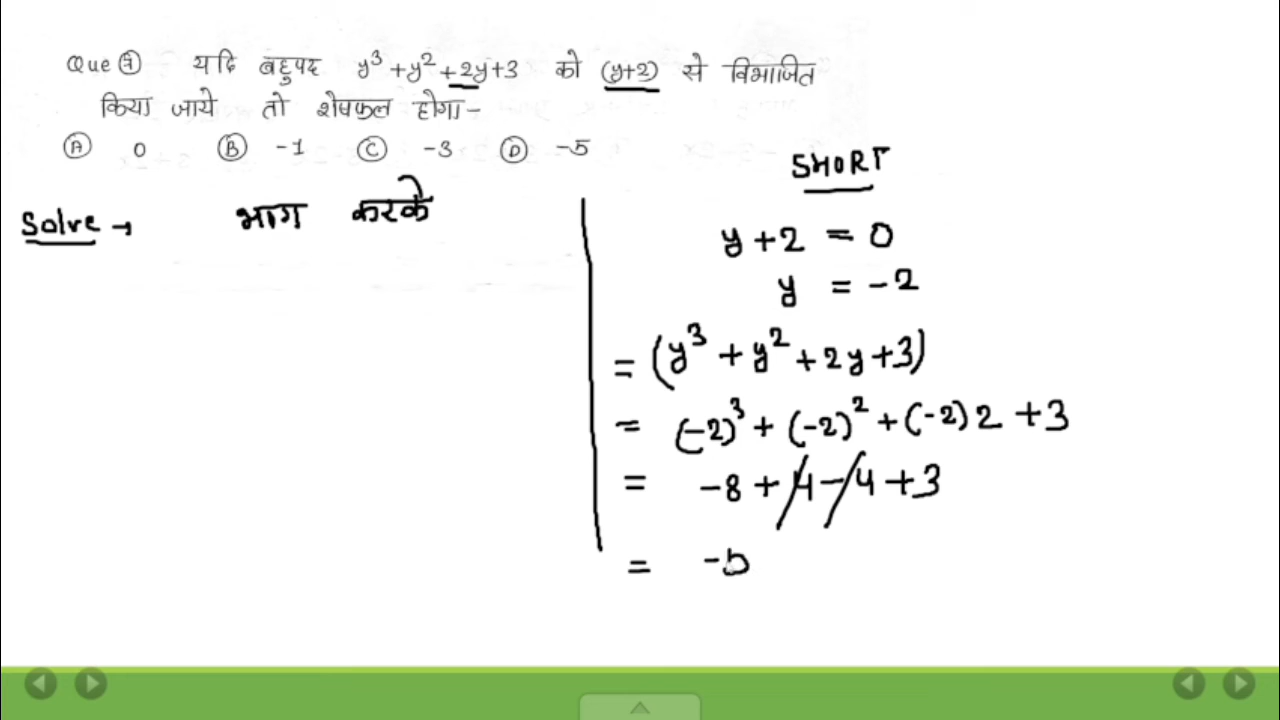 Que ③ यदि बहुपद y³+y²+2y+3 को (y+2) से विभाजित
किया जाये तो शेषफल होगा-
Ⓐ 0 Ⓑ -1 Ⓒ -3 Ⓓ -5
Solve → भाग करके
SHORT
y+2 = 0
y = -2
= (y³ + y² + 2y+3)
= (-2)³ + (-2)² + (-2)2 +3
= -8 + 4 - 4 +3
= -5